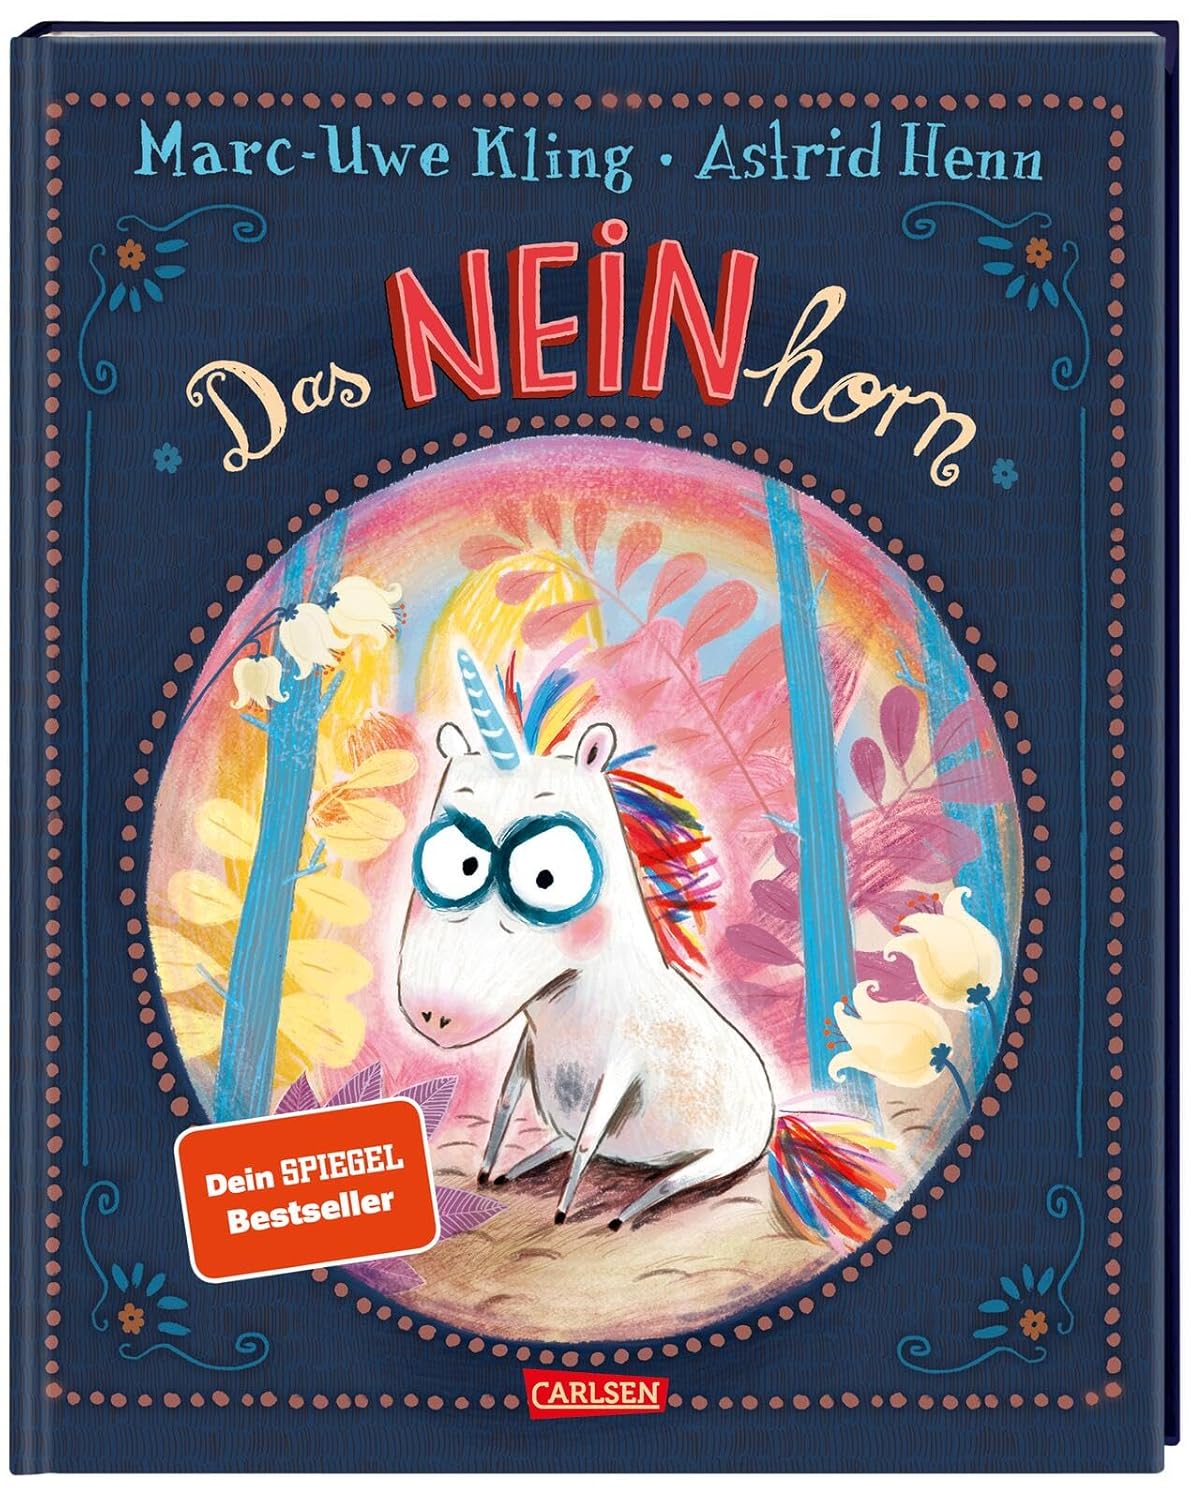 Marc-Uwe Kling · Astrid Henn
Das NEiNhorn
Dein SPIEGEL
Bestseller
CARLSEN